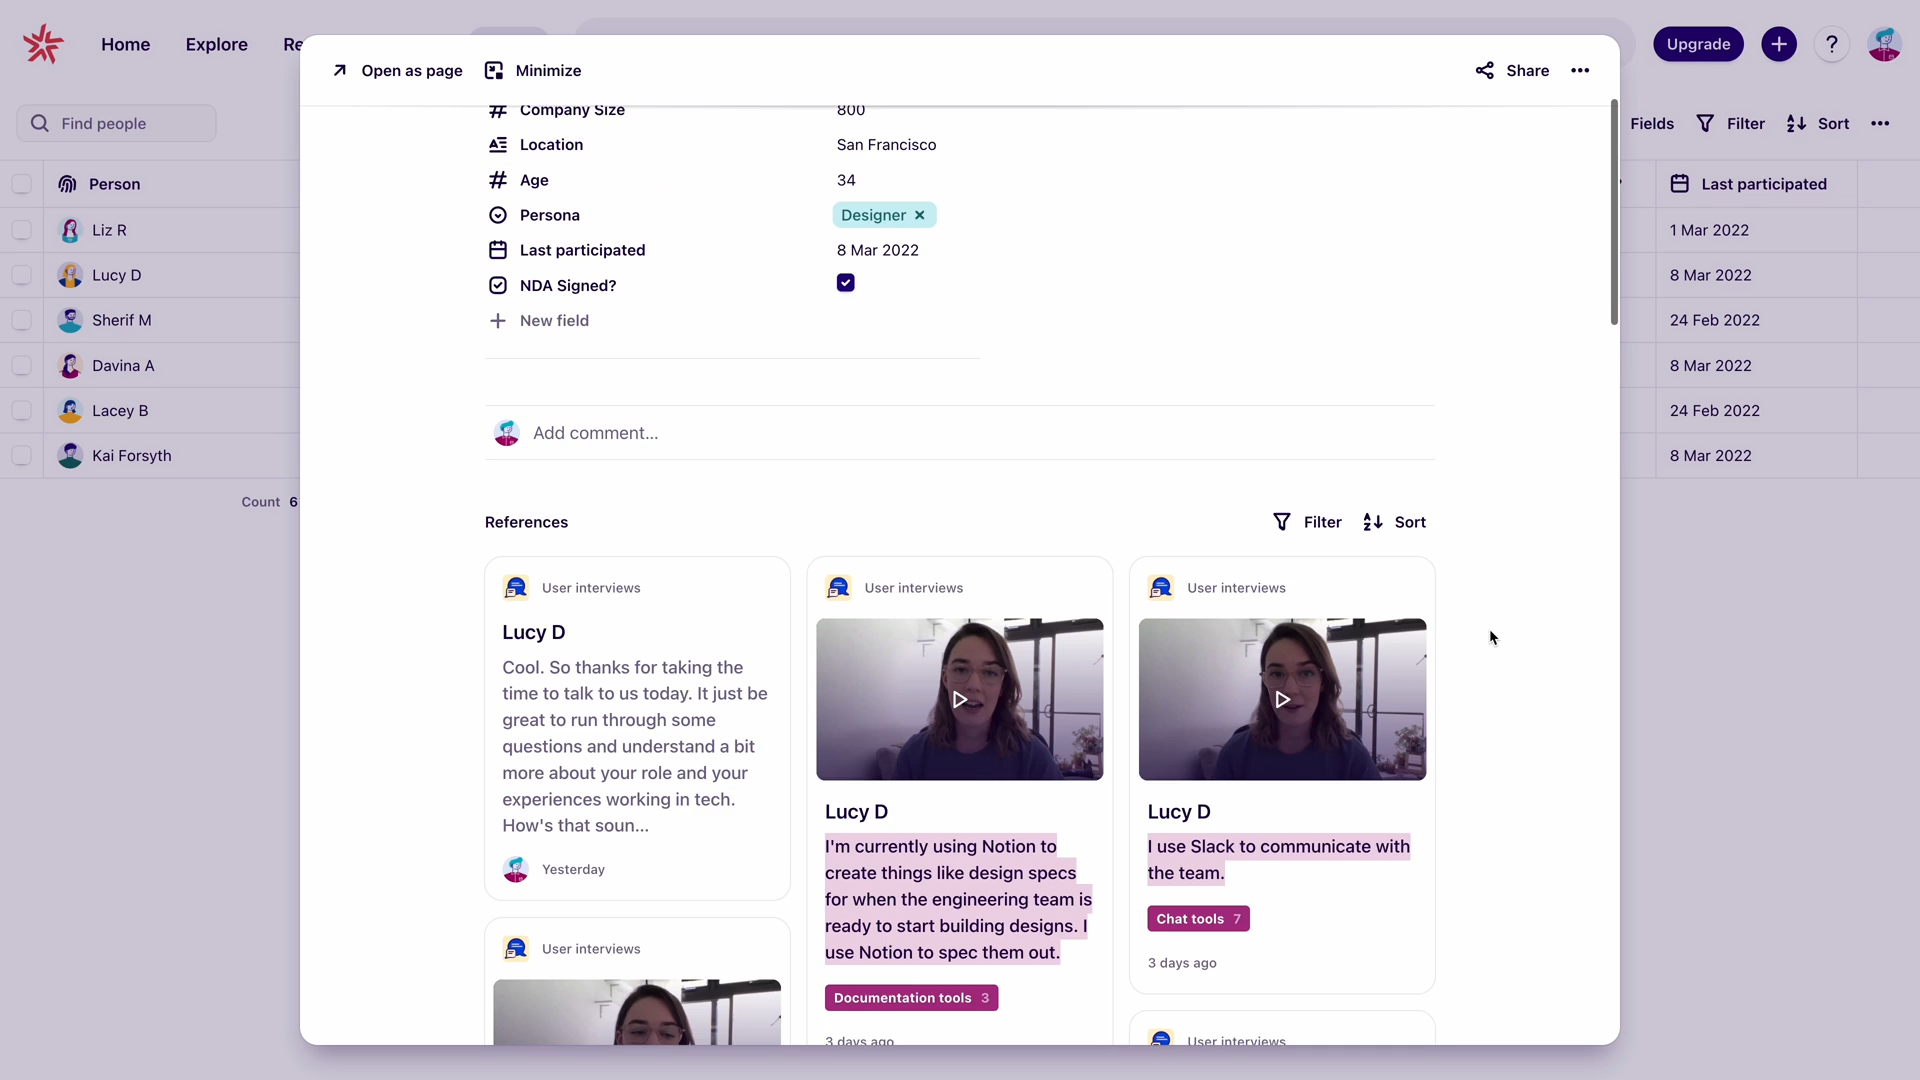 Home
Explore
Re
Upgrade
?
Open as page
Minimize
Share
Find people
Fields
Filter
Sort
Person
Last participated
Liz R
1 Mar 2022
Lucy D
8 Mar 2022
Sherif M
24 Feb 2022
Davina A
8 Mar 2022
Lacey B
24 Feb 2022
Kai Forsyth
8 Mar 2022
Count 6
Company Size
800
Location
San Francisco
Age
34
Persona
Designer
Last participated
8 Mar 2022
NDA Signed?
New field
Add comment...
References
Filter
Sort
User interviews
Lucy D
Cool. So thanks for taking the
time to talk to us today. It just be
great to run through some
questions and understand a bit
more about your role and your
experiences working in tech.
How's that soun...
Yesterday
User interviews
User interviews
Lucy D
I'm currently using Notion to
create things like design specs
for when the engineering team is
ready to start building designs. I
use Notion to spec them out.
Documentation tools 3
3 days ago
User interviews
Lucy D
I use Slack to communicate with
the team.
Chat tools 7
3 days ago
User interviews